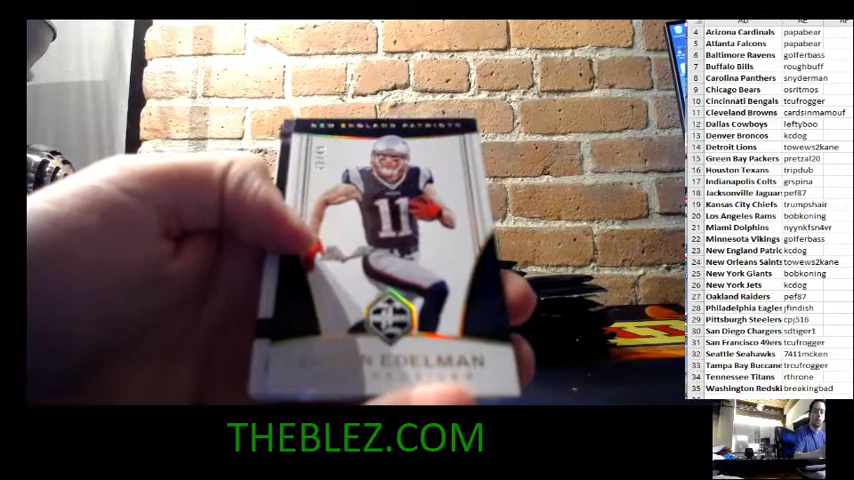 NEW ENGLAND PATRIOTS
11
EDELMAN
THEBLEZ.COM
AD AE AF
4 Arizona Cardinals papabear
5 Atlanta Falcons papabear
6 Baltimore Ravens golferbass
7 Buffalo Bills roughbuff
8 Carolina Panthers snyderman
9 Chicago Bears osritmos
10 Cincinnati Bengals tcufrogger
11 Cleveland Browns cardsinmamouf
12 Dallas Cowboys leftyboo
13 Denver Broncos kcdog
14 Detroit Lions towews2kane
15 Green Bay Packers pretzal20
16 Houston Texans tripdub
17 Indianapolis Colts grspina
18 Jacksonville Jaguar pef87
19 Kansas City Chiefs trumpshair
20 Los Angeles Rams bobkoning
21 Miami Dolphins nyynkfsn4vr
22 Minnesota Vikings golferbass
23 New England Patric kcdog
24 New Orleans Saints towews2kane
25 New York Giants bobkoning
26 New York Jets kcdog
27 Oakland Raiders pef87
28 Philadelphia Eagles jfindish
29 Pittsburgh Steelers cpj516
30 San Diego Chargers sdtiger1
31 San Francisco 49ers tcufrogger
32 Seattle Seahawks 7411mcken
33 Tampa Bay Buccane rtcufrogger
34 Tennessee Titans rthrone
35 Washington Redski breakingbad